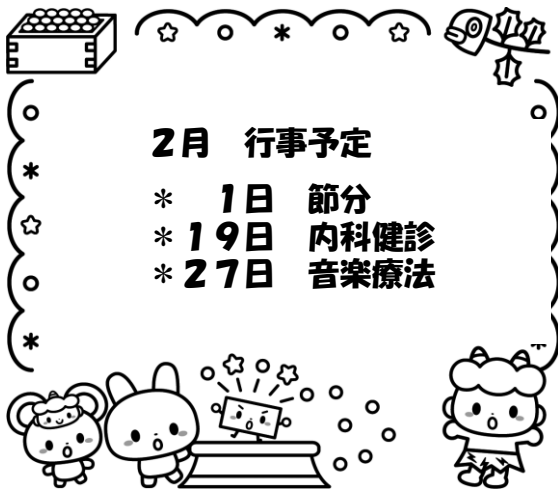 ２月　行事予定
＊　１日　節分
＊１９日　内科健診
＊２７日　音楽療法